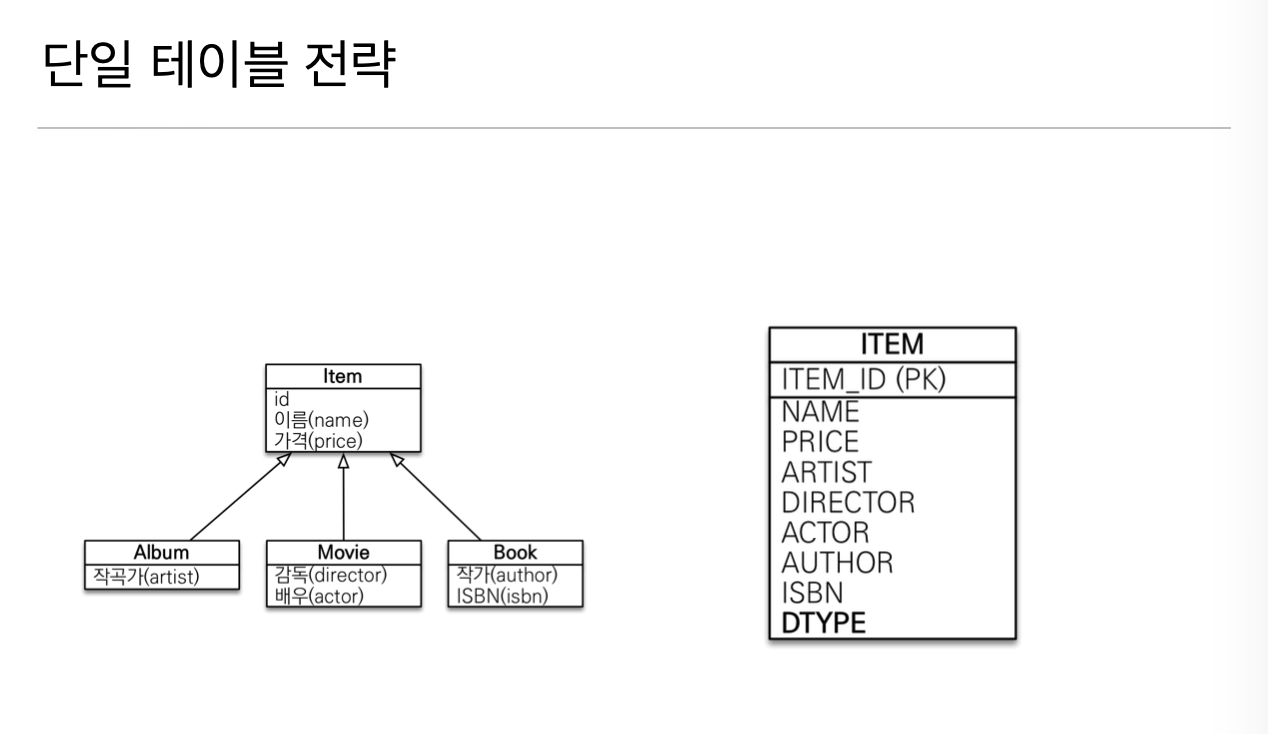 단일 테이블 전략
Item
id
이름(name)
가격(price)
Album
작곡가(artist)
Movie
감독(director)
배우(actor)
Book
작가(author)
ISBN(isbn)
ITEM
ITEM_ID (PK)
NAME
PRICE
ARTIST
DIRECTOR
ACTOR
AUTHOR
ISBN
DTYPE